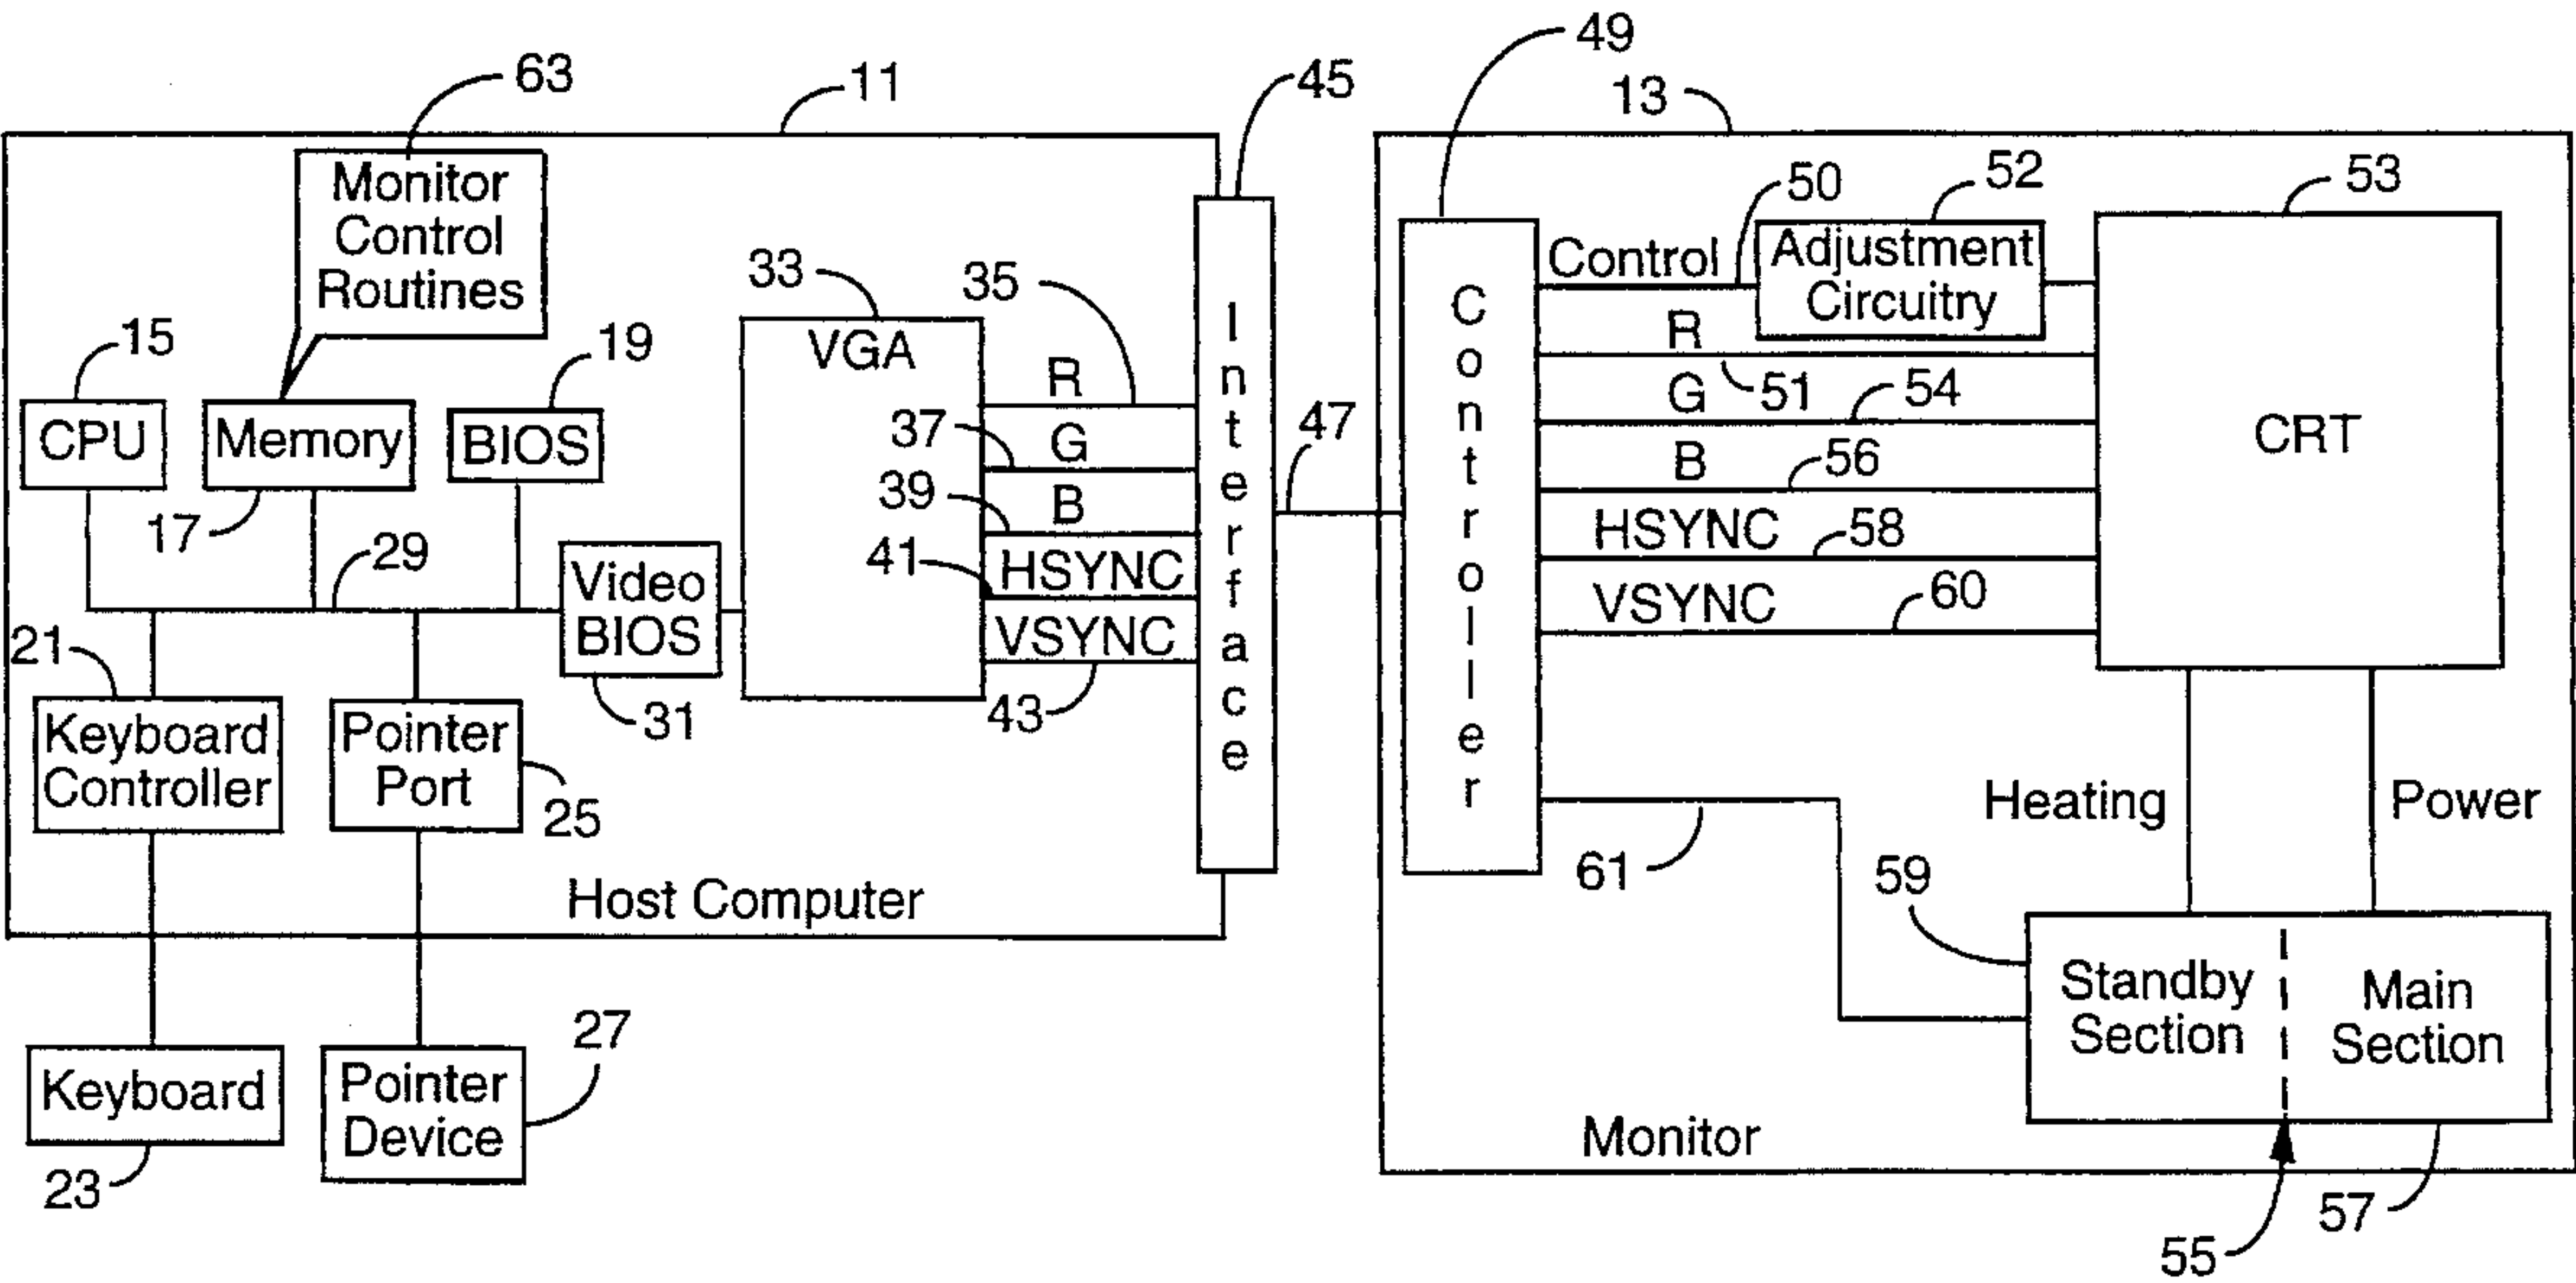 63
11
45
49
13
Monitor
Control
Routines
50
52
53
Control
Adjustment
Circuitry
33
35
15
19
VGA
Interface
Controller
R
R
51
G
54
CPU
Memory
BIOS
37
G
47
CRT
B
56
39
B
17
29
HSYNC
58
41
HSYNC
Video
BIOS
VSYNC
60
VSYNC
21
31
43
Keyboard
Controller
Pointer
Port
25
Heating
Power
61
59
Host Computer
Standby
Section
Main
Section
27
Keyboard
Pointer
Device
Monitor
23
57
55